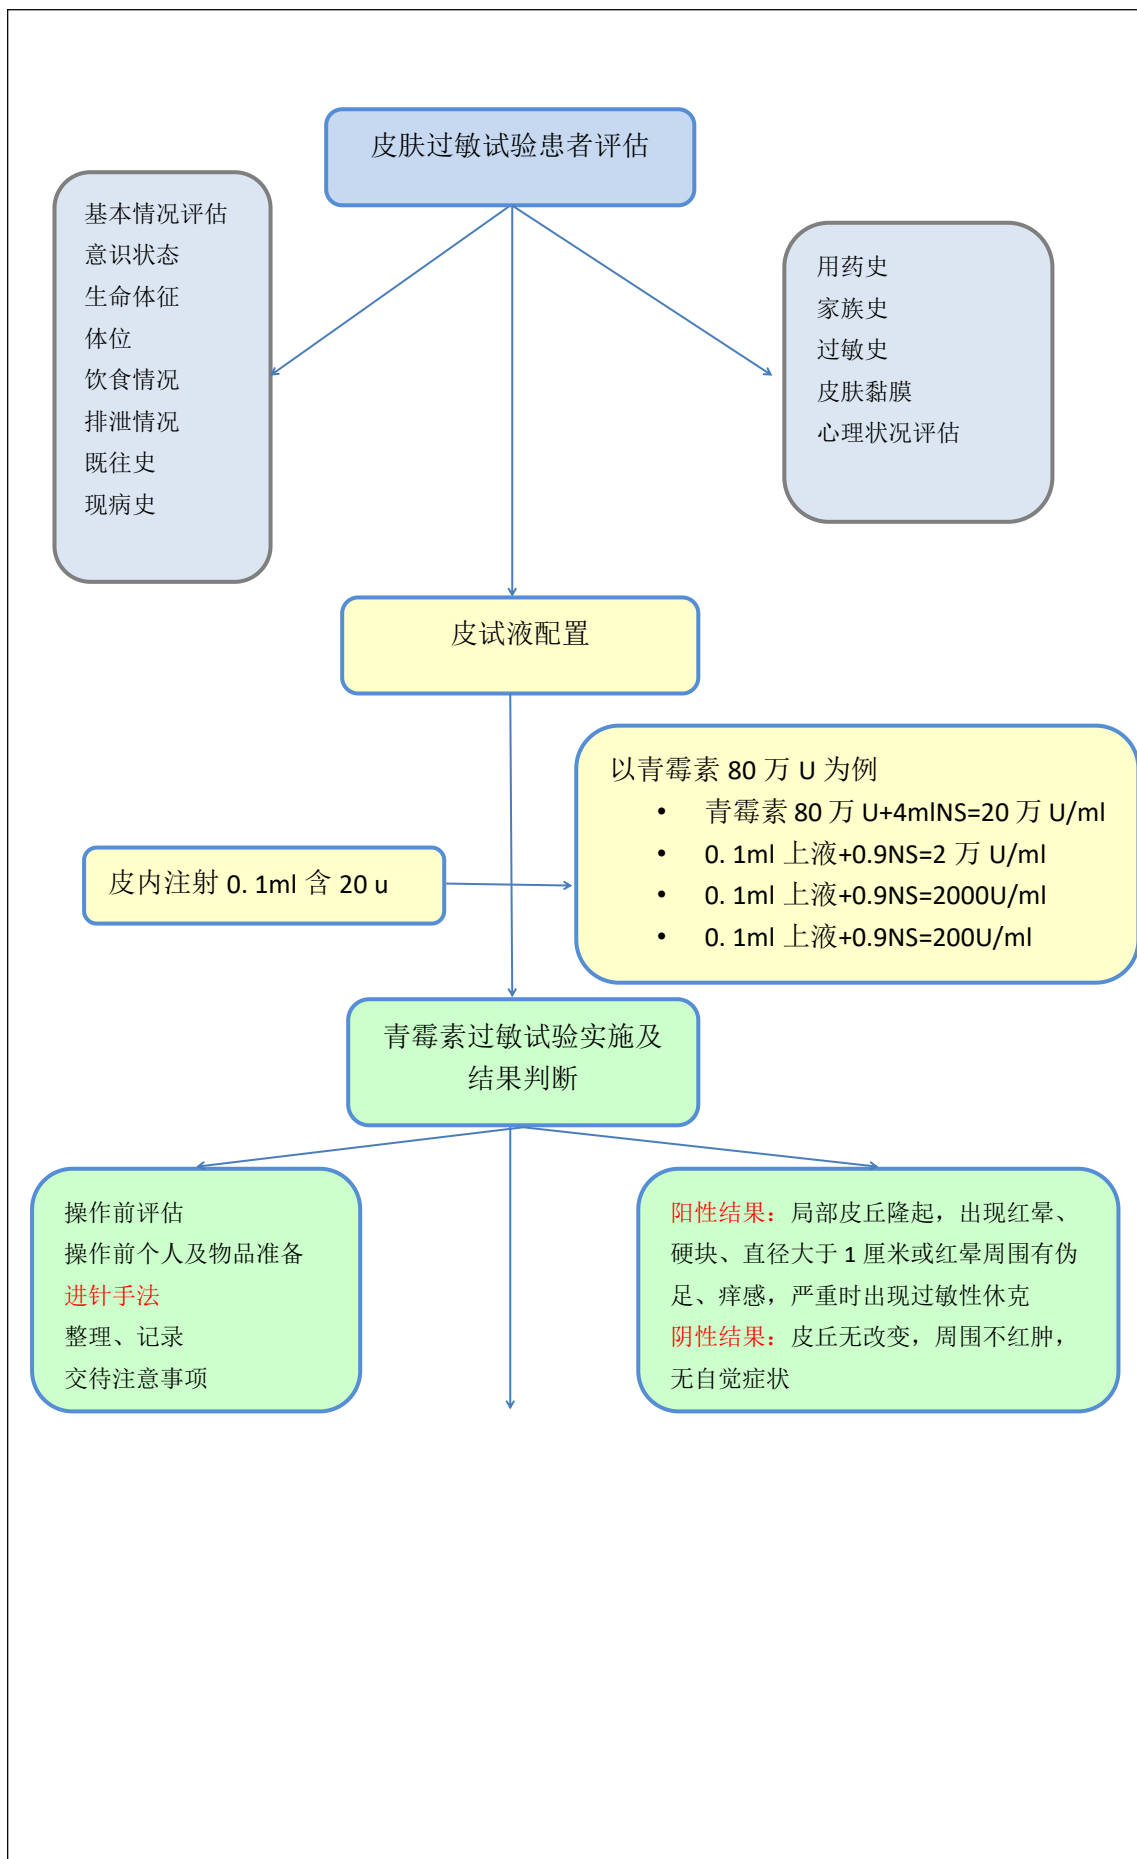 皮肤过敏试验患者评估
基本情况评估
意识状态
生命体征
体位
饮食情况
排泄情况
既往史
现病史
用药史
家族史
过敏史
皮肤黏膜
心理状况评估
皮试液配置
以青霉素 80 万 U 为例
• 青霉素 80 万 U+4mlNS=20 万 U/ml
• 0. 1ml 上液+0.9NS=2 万 U/ml
• 0. 1ml 上液+0.9NS=2000U/ml
• 0. 1ml 上液+0.9NS=200U/ml
皮内注射 0. 1ml 含 20 u
青霉素过敏试验实施及
结果判断
操作前评估
操作前个人及物品准备
进针手法
整理、记录
交待注意事项
阳性结果：局部皮丘隆起，出现红晕、
硬块、直径大于 1 厘米或红晕周围有伪
足、痒感，严重时出现过敏性休克
阴性结果：皮丘无改变，周围不红肿，
无自觉症状